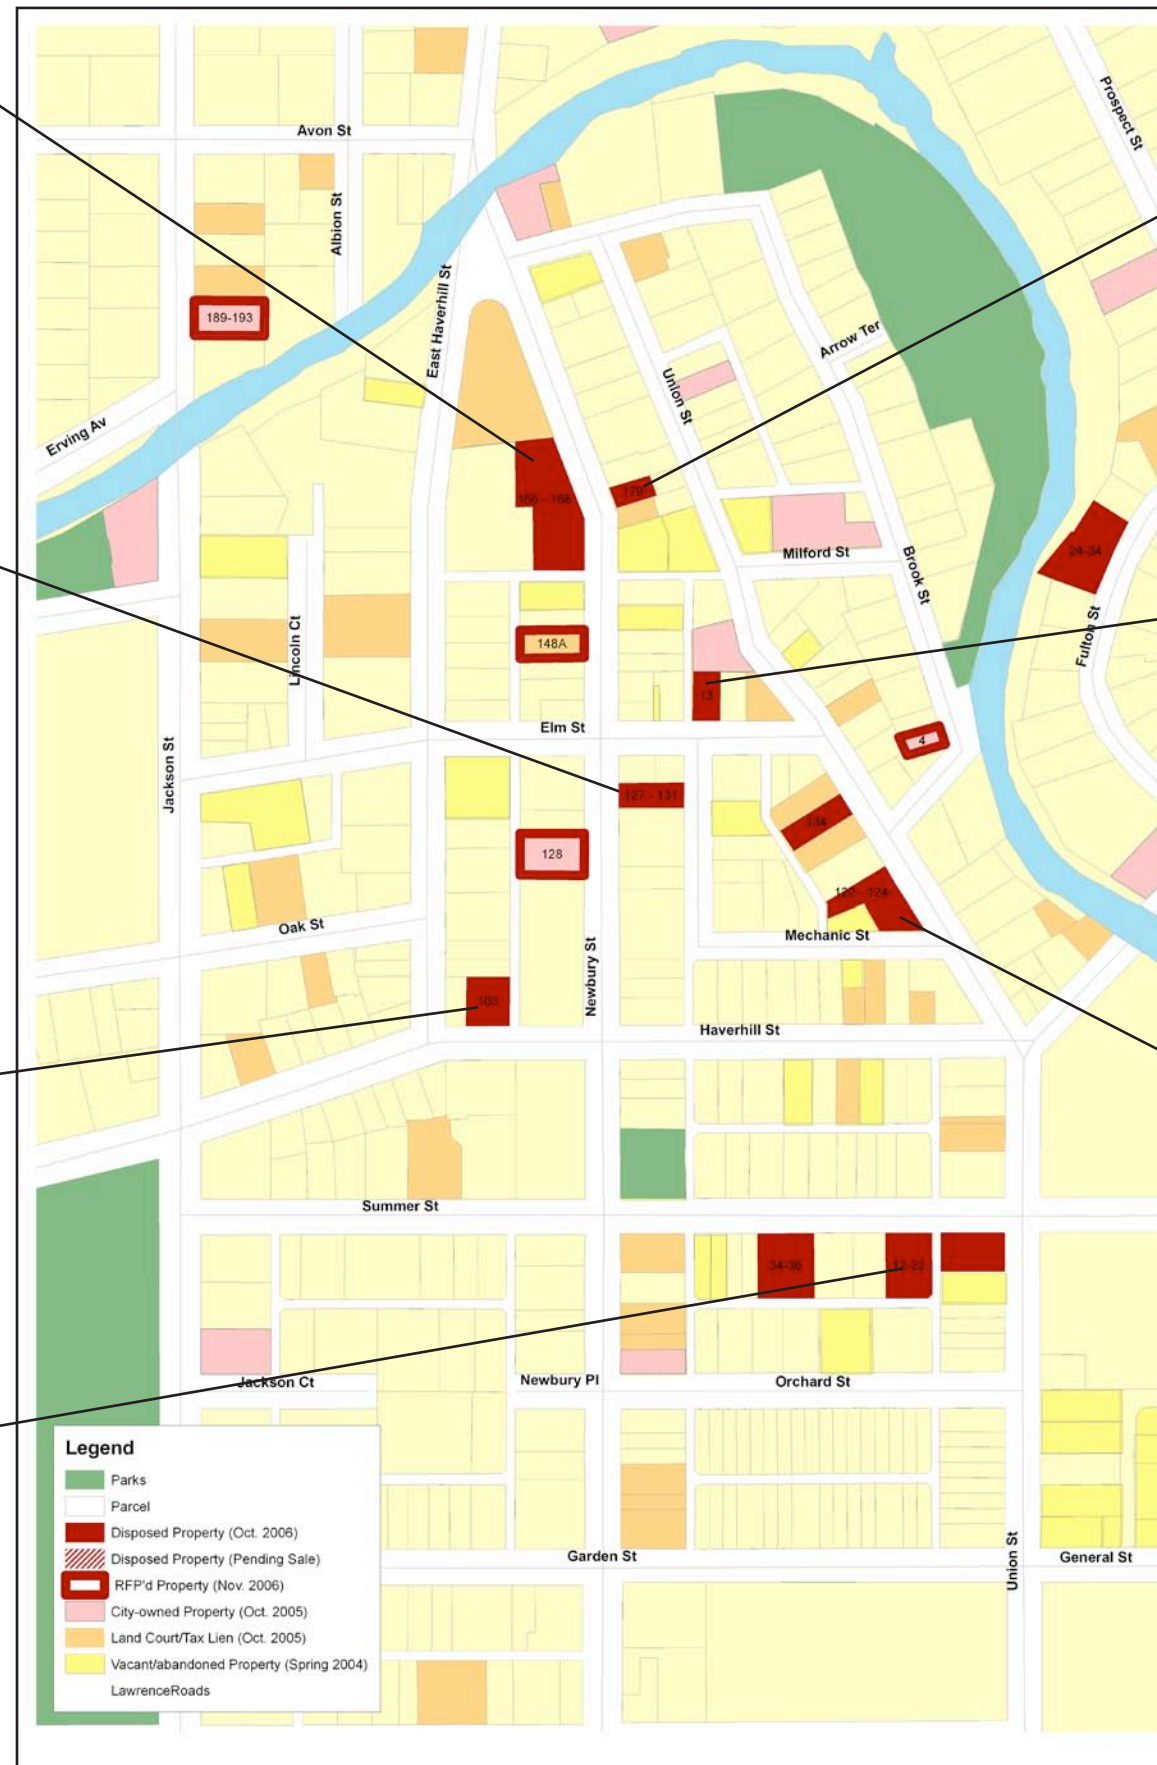 Prospect St
Avon St
Albion St
East Haverhill St
189-193
Arrow Ter
Union St
Erving Av
166 - 168
179
Milford St
Brook St
24-34
Fulton St
Lincoln Ct
148A
13
Elm St
4
Jackson St
127 - 131
134
128
122 - 124
Oak St
Mechanic St
Newbury St
Haverhill St
Summer St
34-36
12-22
Jackson Ct
Newbury Pl
Orchard St
Garden St
Union St
General St
Legend
Parks
Parcel
Disposed Property (Oct. 2006)
Disposed Property (Pending Sale)
RFP'd Property (Nov. 2006)
City-owned Property (Oct. 2005)
Land Court/Tax Lien (Oct. 2005)
Vacant/abandoned Property (Spring 2004)
LawrenceRoads